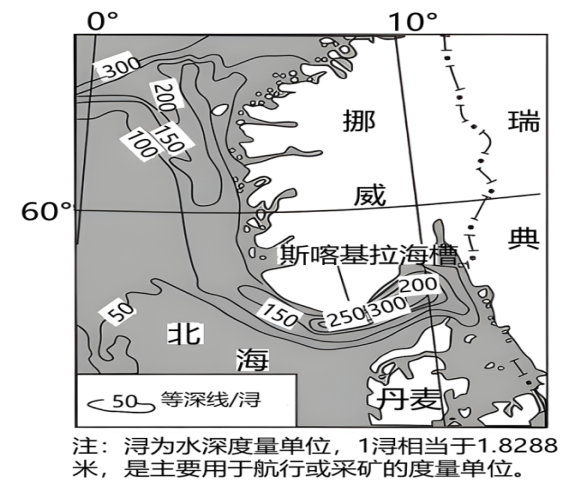 0° 10°
300
200
150
100
挪 瑞
威
60°
典
斯喀基拉海槽
200
50 150 250 300
北
海
丹麦
50 等深线/浔
注：浔为水深度量单位，1浔相当于1.8288
米，是主要用于航行或采矿的度量单位。